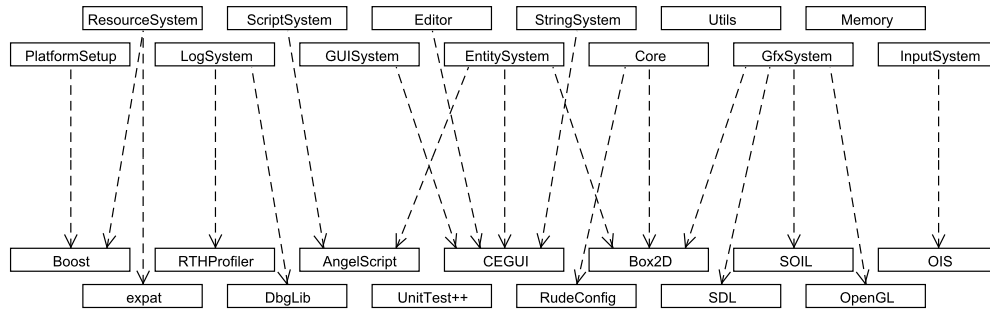 ResourceSystem ScriptSystem Editor StringSystem Utils Memory
PlatformSetup LogSystem GUISystem EntitySystem Core GfxSystem InputSystem
Boost RTHProfiler AngelScript CEGUI Box2D SOIL OIS
expat DbgLib UnitTest++ RudeConfig SDL OpenGL